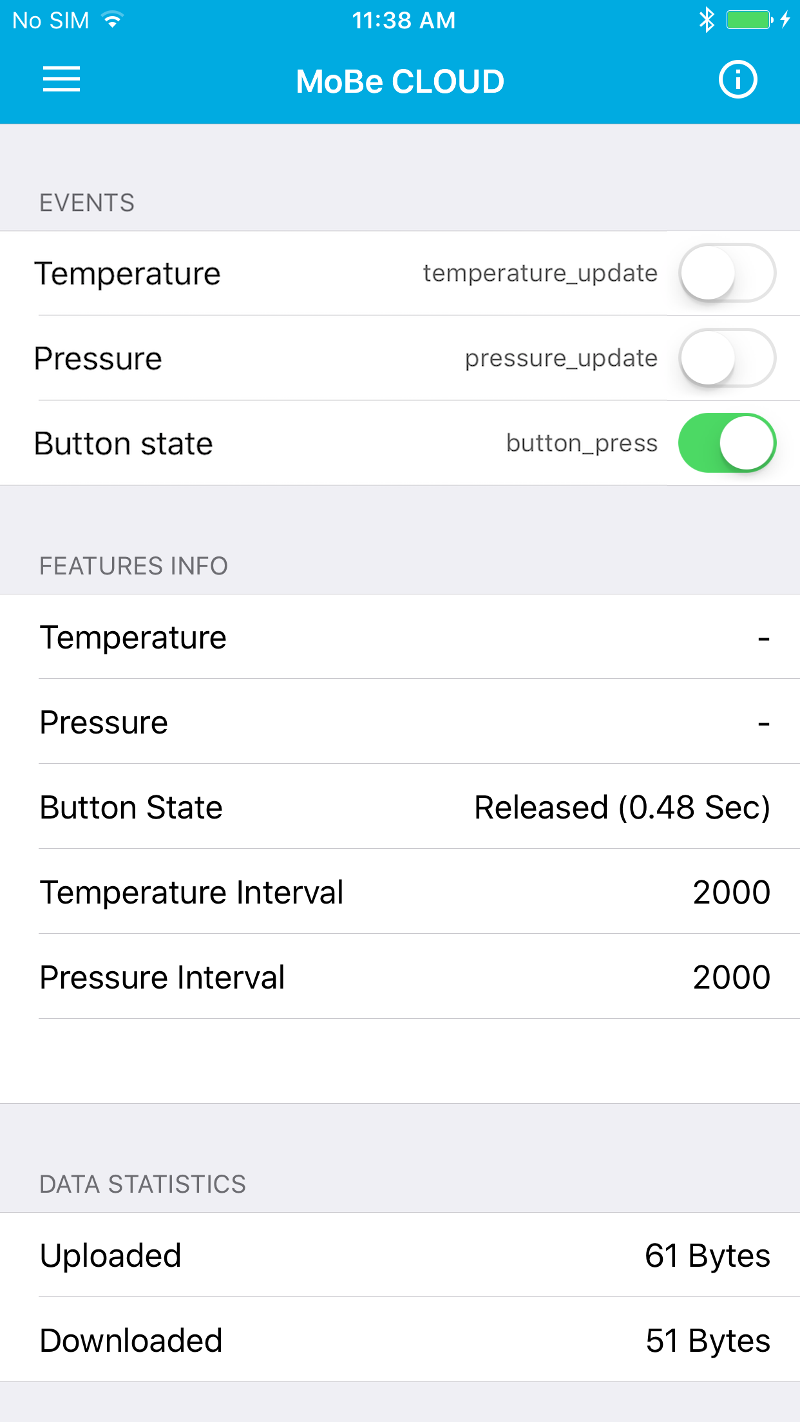 No SIM 11:38 AM
MoBe CLOUD
EVENTS
Temperature temperature_update
Pressure pressure_update
Button state button_press
FEATURES INFO
Temperature -
Pressure -
Button State Released (0.48 Sec)
Temperature Interval 2000
Pressure Interval 2000
DATA STATISTICS
Uploaded 61 Bytes
Downloaded 51 Bytes